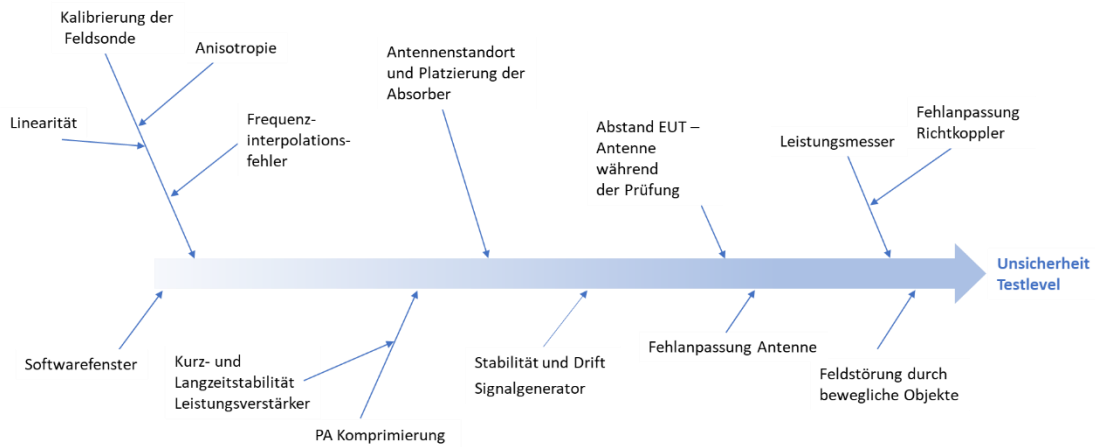 Kalibrierung der
Feldsonde
Anisotropie
Linearität
Frequenz-
interpolations-
fehler
Antennenstandort
und Platzierung der
Absorber
Abstand EUT –
Antenne
während
der Prüfung
Leistungsmesser
Fehlanpassung
Richtkoppler
Unsicherheit
Testlevel
Softwarefenster
Kurz- und
Langzeitstabilität
Leistungsverstärker
PA Komprimierung
Stabilität und Drift
Signalgenerator
Fehlanpassung Antenne
Feldstörung durch
bewegliche Objekte